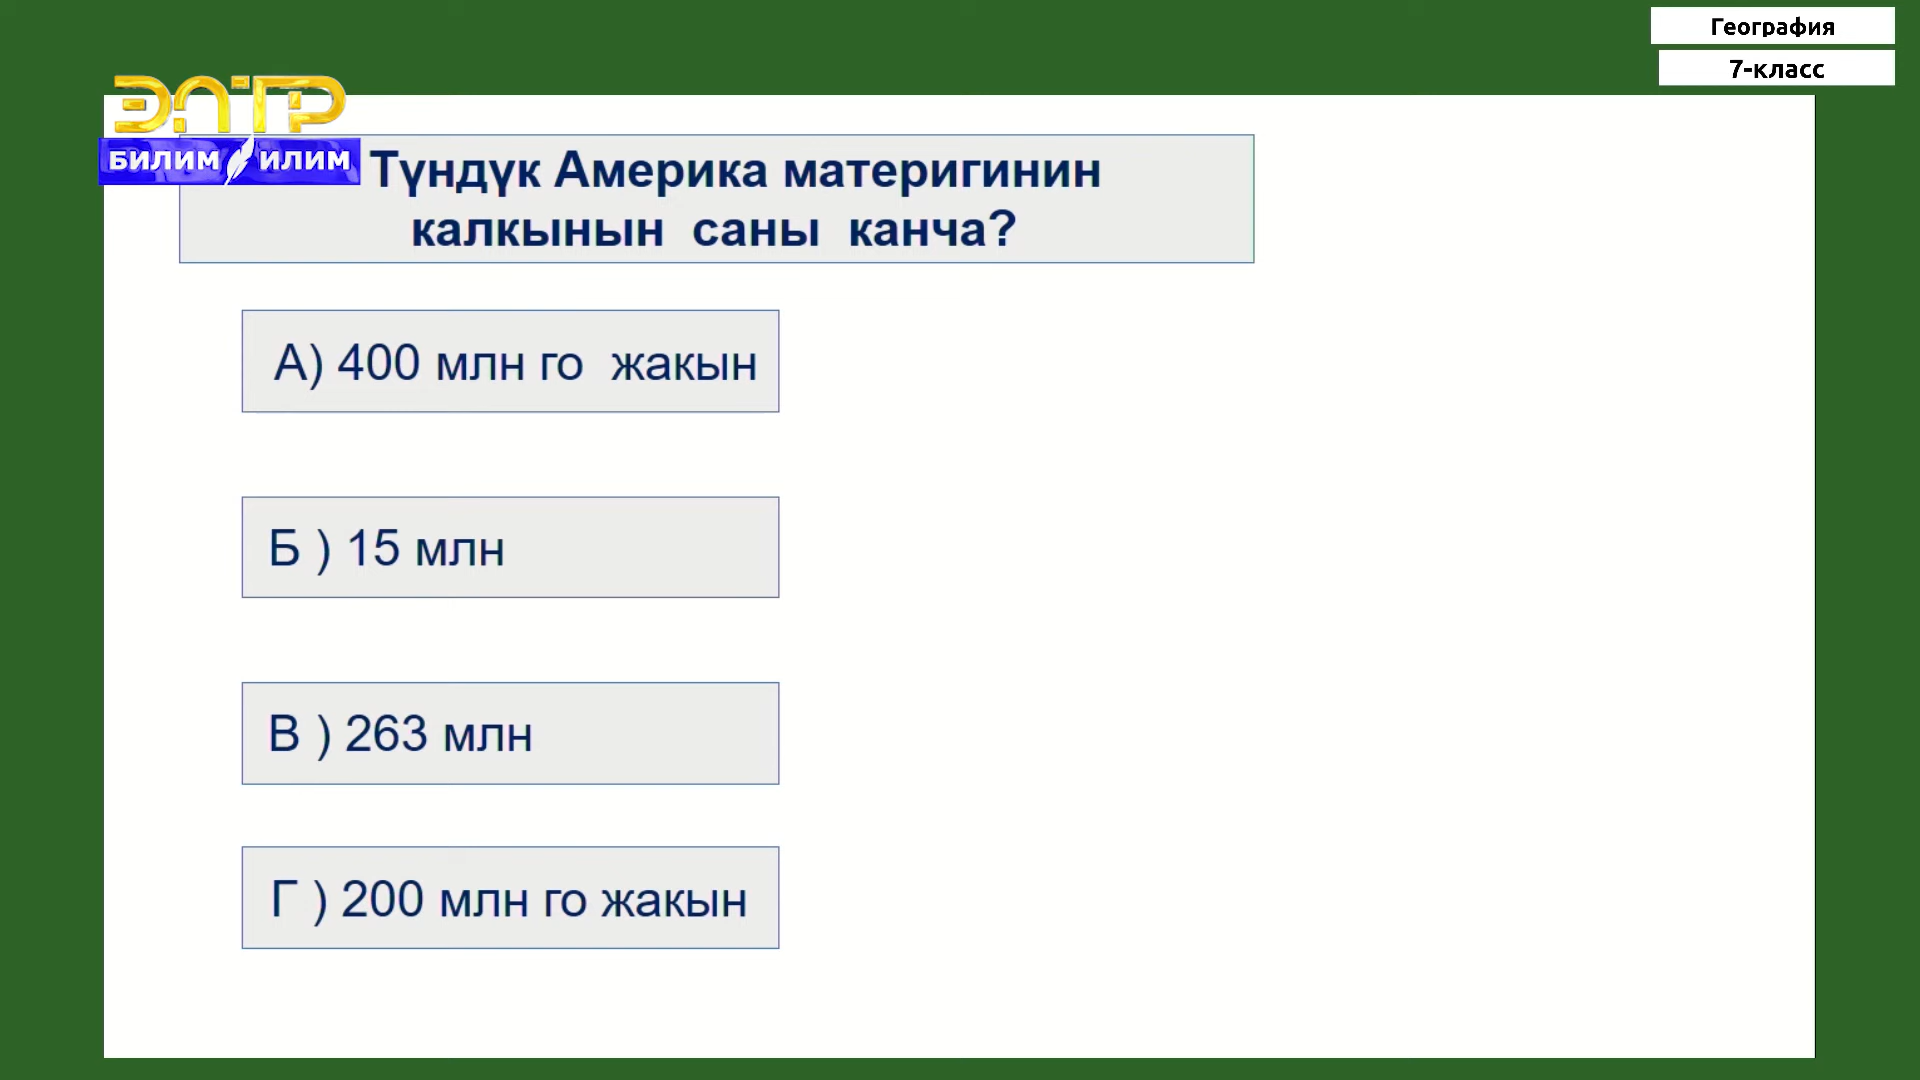 География
7-класс
ЭЛТР
БИЛИМ ИЛИМ
Түндүк Америка материгинин
калкынын саны канча?
А) 400 млн го жакын
Б ) 15 млн
В ) 263 млн
Г ) 200 млн го жакын